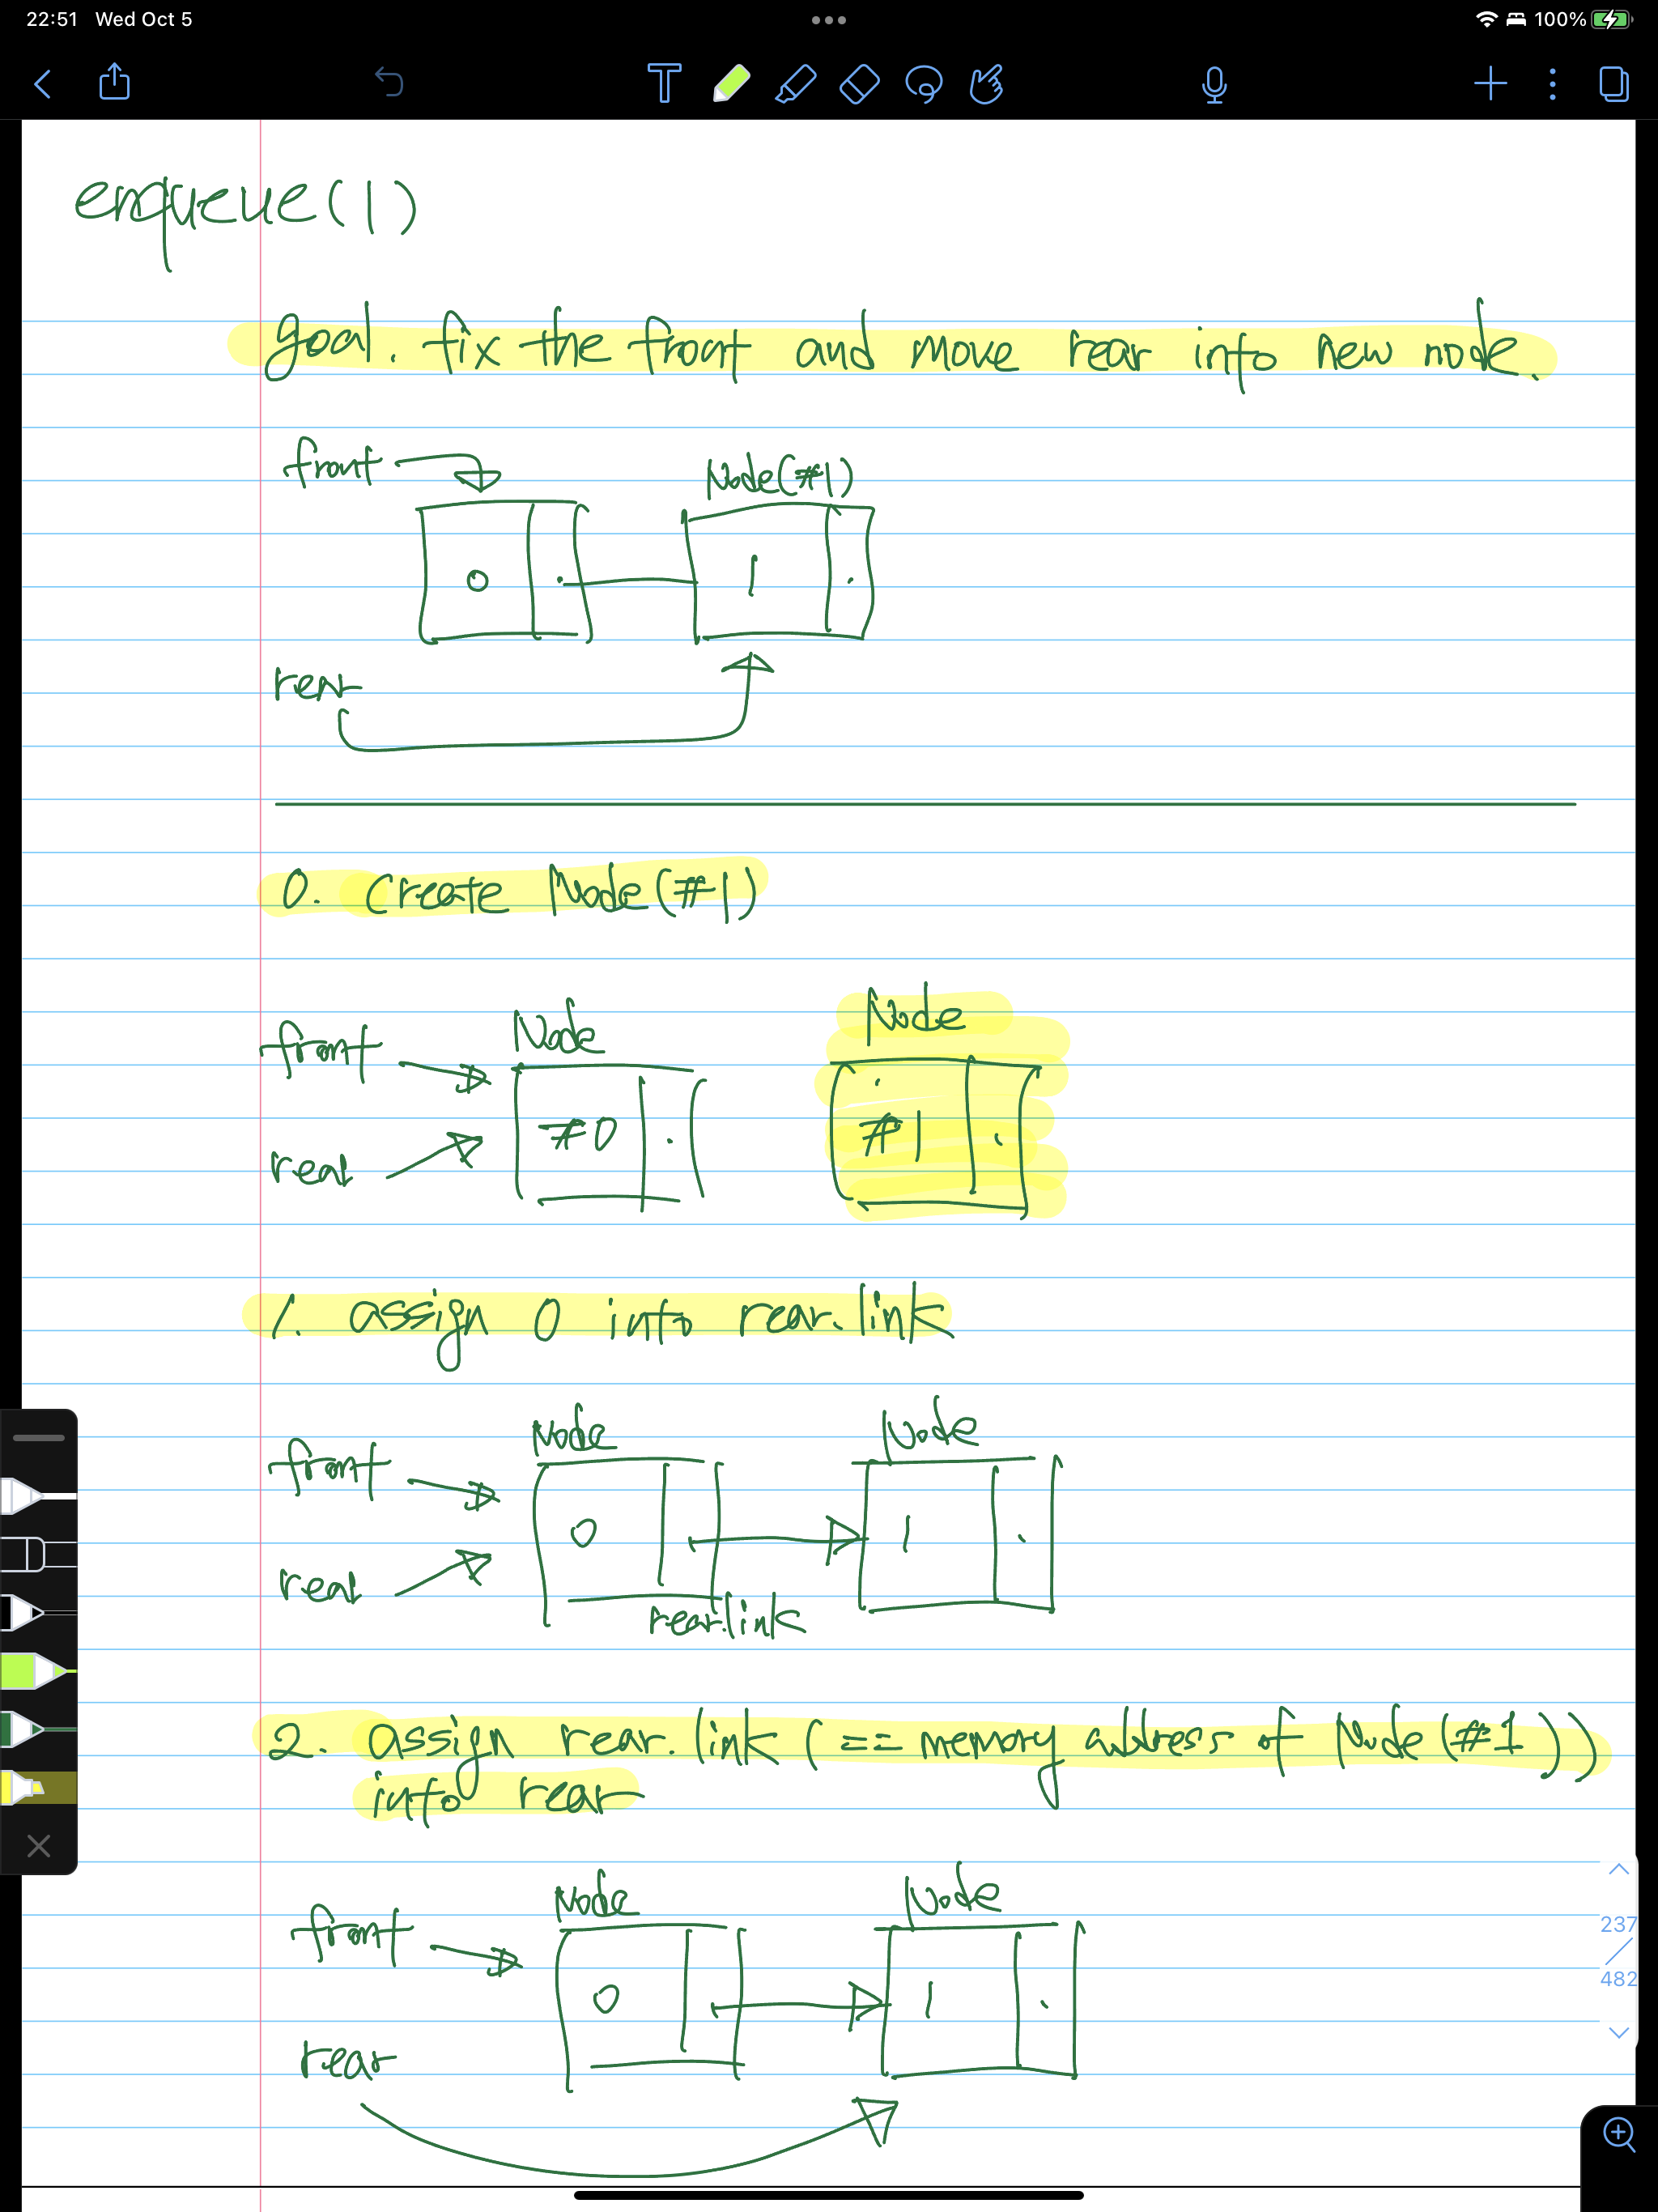 22:51 Wed Oct 5
100%
T
enqueue(1)
goal. fix the front and move rear into new node.
front
Node(#1)
0
1
rear
0. Create Node(#1)
Node
Node
front
#0
#1
rear
1. assign 0 into rear.link
Node
Node
front
0
1
rear
rear.link
2. assign rear.link (== memory address of Node(#1))
into rear
Node
Node
front
0
1
rear
237
482